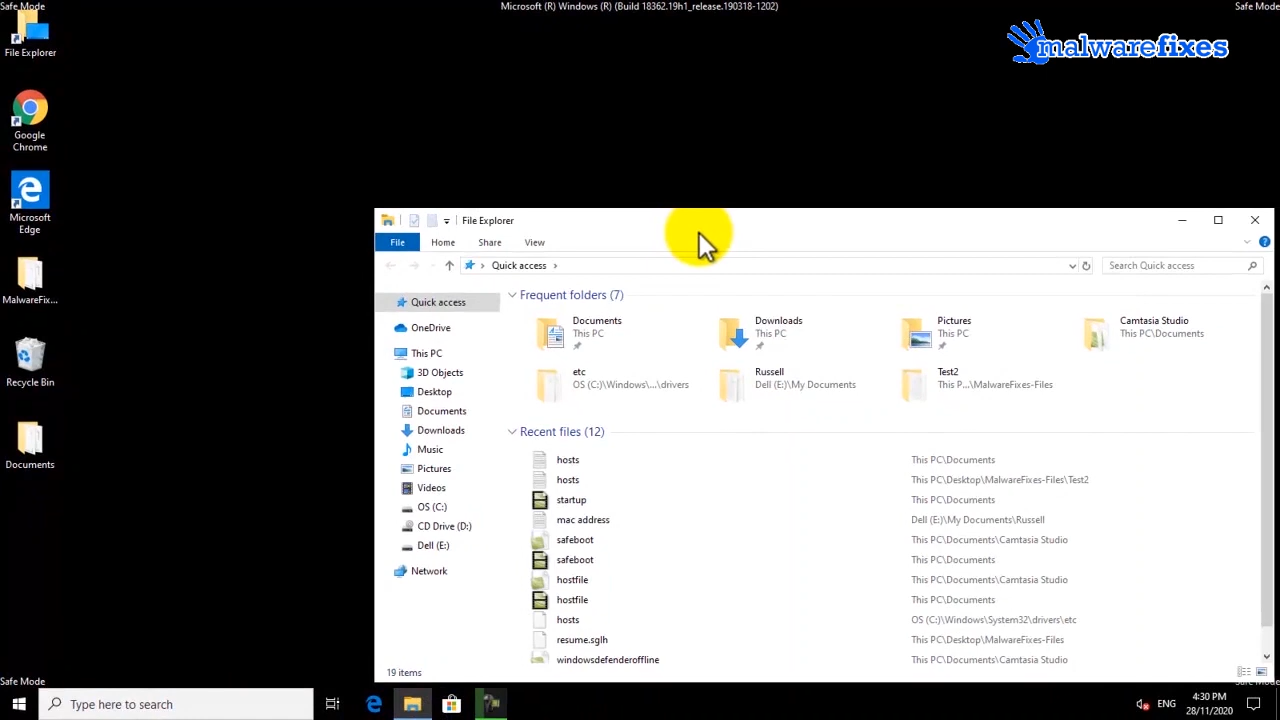 Safe Mode
Microsoft (R) Windows (R) (Build 18362.19h1_release.190318-1202)
Safe Mode
malwarefixes
File Explorer
Google
Chrome
Microsoft
Edge
MalwareFix...
Recycle Bin
Documents
File Explorer
File
Home
Share
View
Quick access
Search Quick access
Quick access
OneDrive
This PC
3D Objects
Desktop
Documents
Downloads
Music
Pictures
Videos
OS (C:)
CD Drive (D:)
Dell (E:)
Network
Frequent folders (7)
Documents
This PC
Downloads
This PC
Pictures
This PC
Camtasia Studio
This PC\Documents
etc
OS (C:)\Windows\...\drivers
Russell
Dell (E:)\My Documents
Test2
This P...\MalwareFixes-Files
Recent files (12)
hosts This PC\Documents
hosts This PC\Desktop\MalwareFixes-Files\Test2
startup This PC\Documents
mac address Dell (E:)\My Documents\Russell
safeboot This PC\Documents\Camtasia Studio
safeboot This PC\Documents
hostfile This PC\Documents\Camtasia Studio
hostfile This PC\Documents
hosts OS (C:)\Windows\System32\drivers\etc
resume.sglh This PC\Desktop\MalwareFixes-Files
windowsdefenderoffline This PC\Documents\Camtasia Studio
19 items
Safe Mode
Safe Mode
Type here to search
ENG
4:30 PM
28/11/2020